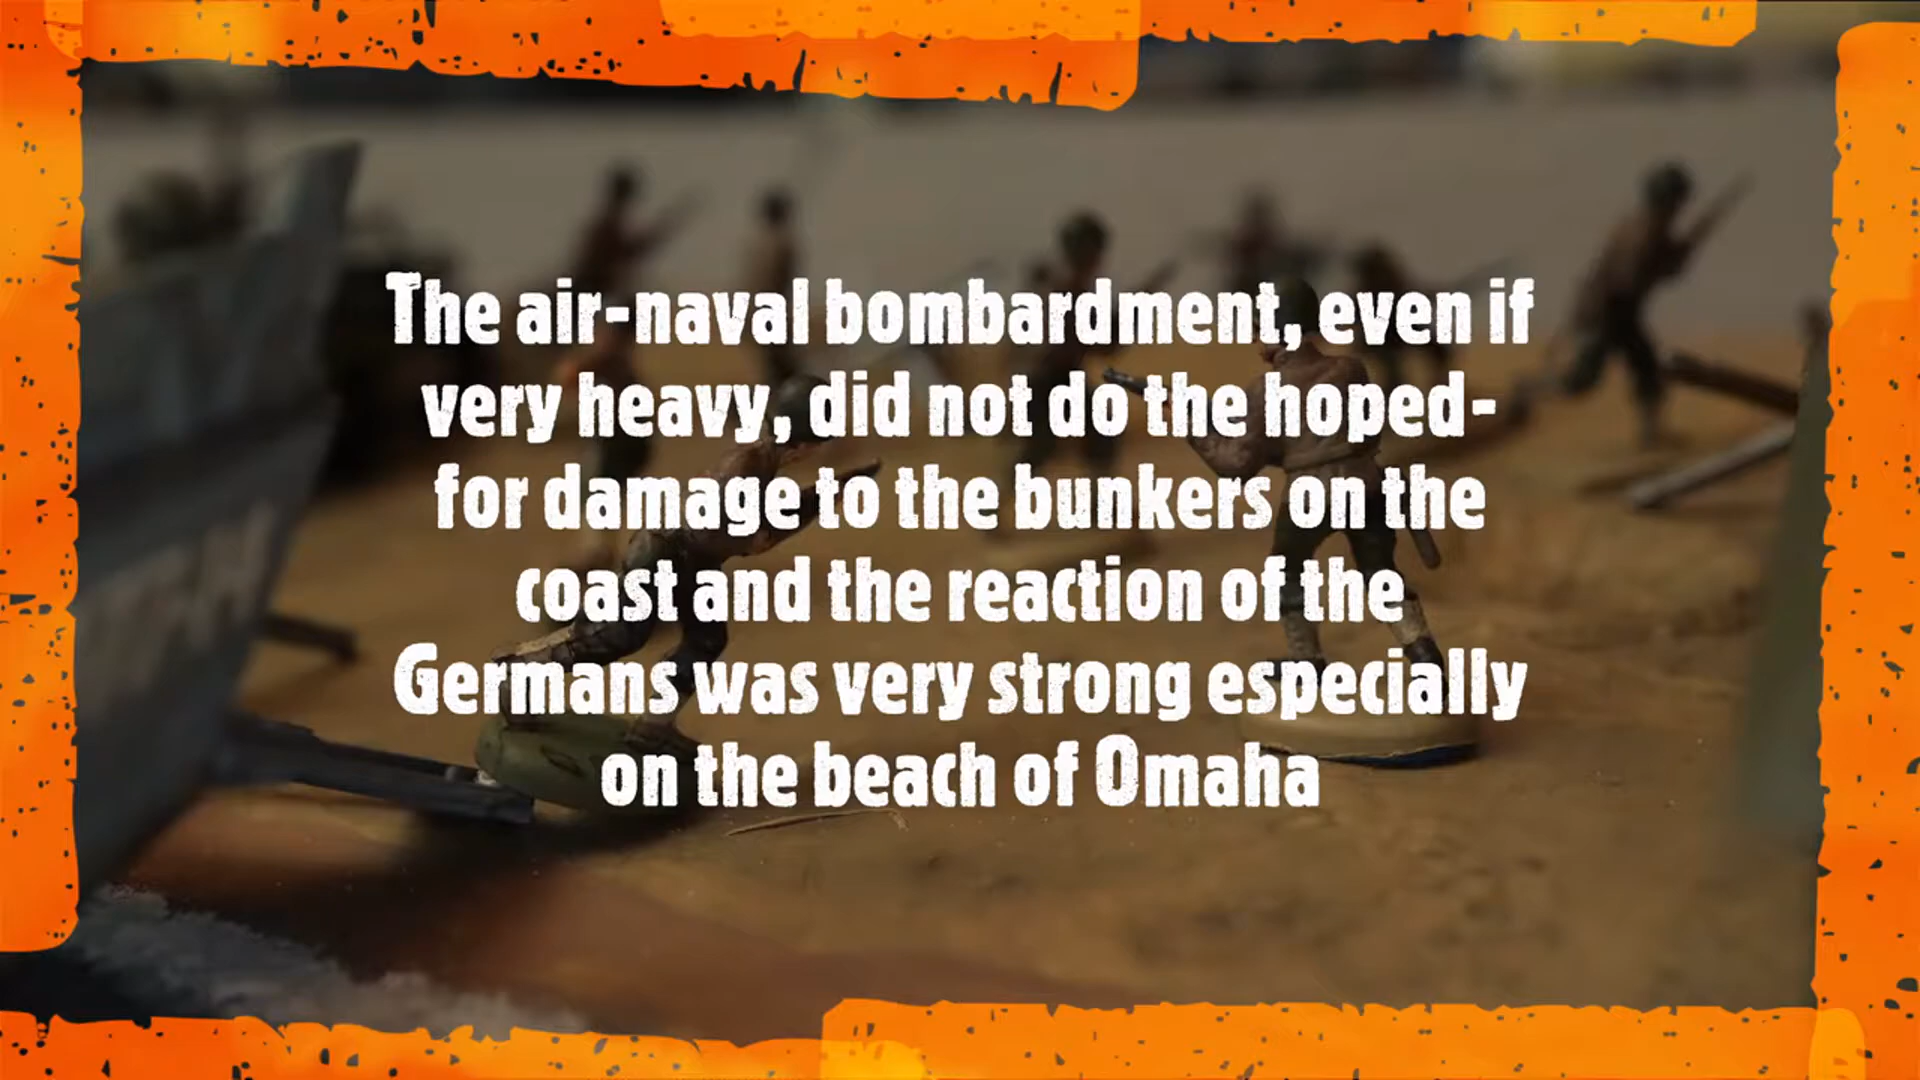 The air-naval bombardment, even if
very heavy, did not do the hoped-
for damage to the bunkers on the
coast and the reaction of the
Germans was very strong especially
on the beach of Omaha